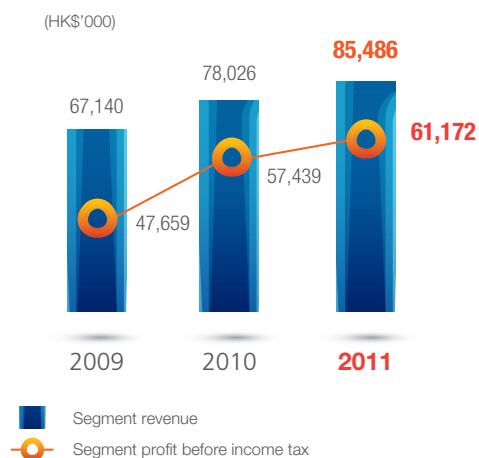 (HK$’000)
85,486
78,026
67,140
61,172
57,439
47,659
2009 2010 2011
Segment revenue
Segment profit before income tax